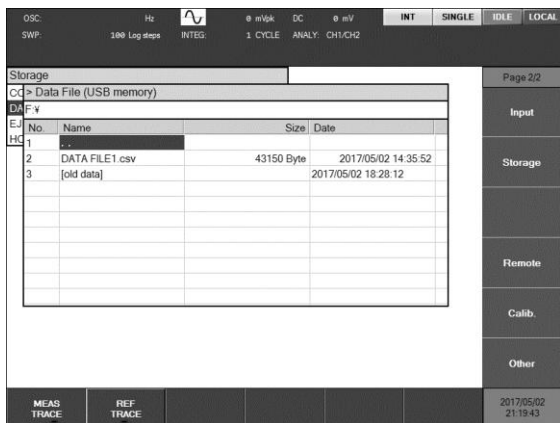 OSC: Hz 0 mVpk DC 0 mV INT SINGLE IDLE LOCAL
SWP: 100 Log steps INTEG: 1 CYCLE ANALY: CH1/CH2
Storage
Page 2/2
> Data File (USB memory)
DA F:¥
Input
EJ No. Name Size Date
1 ..
2 DATA FILE1.csv 43150 Byte 2017/05/02 14:35:52
3 [old data] 2017/05/02 18:28:12
Storage
Remote
Calib.
Other
MEAS TRACE
REF TRACE
2017/05/02
21:19:43